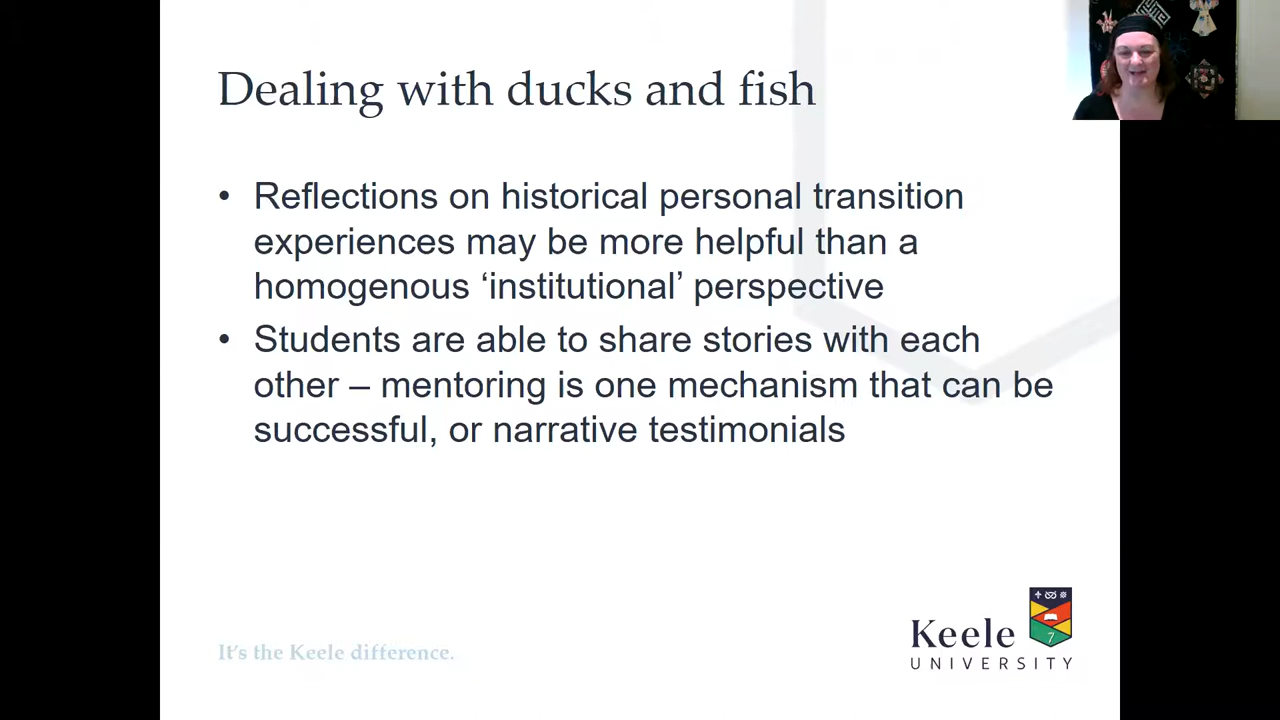 Dealing with ducks and fish
• Reflections on historical personal transition
experiences may be more helpful than a
homogenous ‘institutional’ perspective
• Students are able to share stories with each
other – mentoring is one mechanism that can be
successful, or narrative testimonials
It's the Keele difference.
Keele
UNIVERSITY